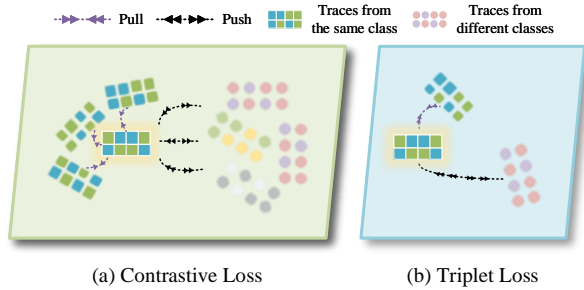 Pull
Push
Traces from
the same class
Traces from
different classes
(a) Contrastive Loss
(b) Triplet Loss